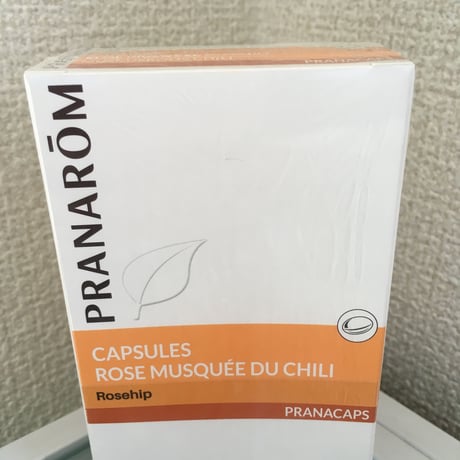 PRANARŌM
CAPSULES
ROSE MUSQUÉE DU CHILI
Rosehip
PRANACAPS